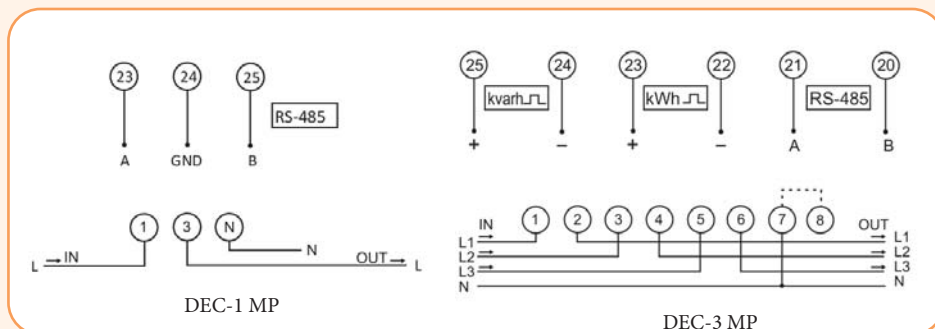 23 24 25
RS-485
A GND B
1 3 N
L IN N OUT L
DEC-1 MP
25 24 23 22 21 20
kvarh kWh RS-485
+ − + − A B
IN 1 2 3 4 5 6 7 8 OUT
L1 L1
L2 L2
L3 L3
N N
DEC-3 MP